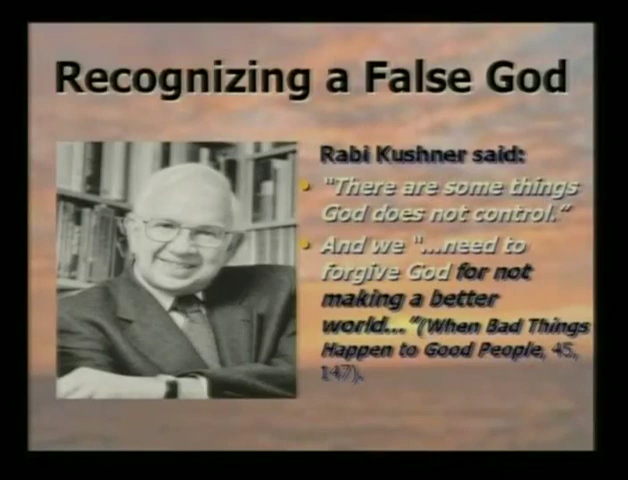 Recognizing a False God
Rabi Kushner said:
"There are some things
God does not control."
And we "...need to
forgive God for not
making a better
world..."(When Bad Things
Happen to Good People, 45,
147).